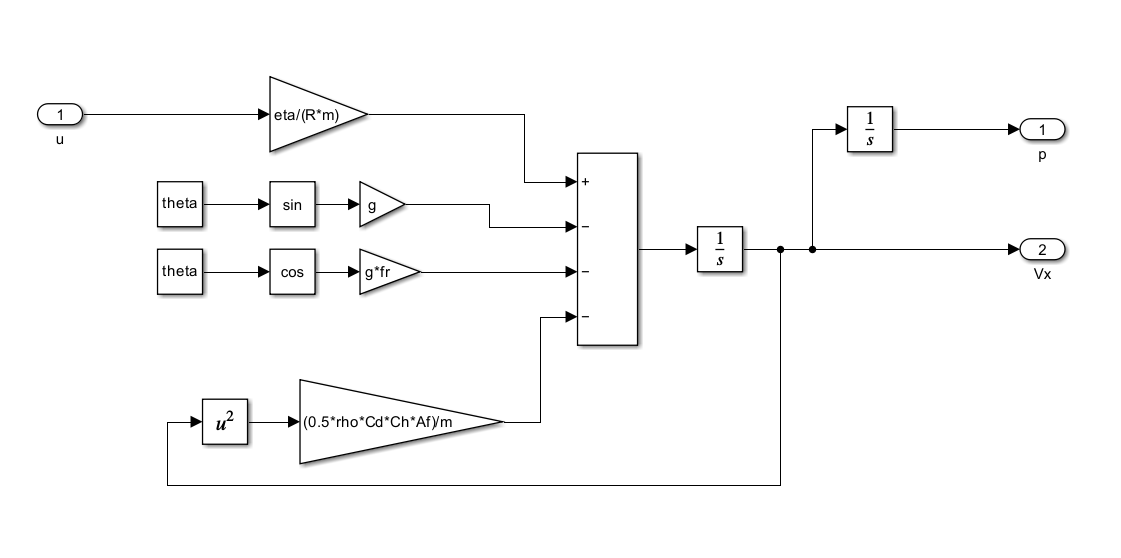 1
u
eta/(R*m)
theta
sin
g
theta
cos
g*fr
+
−
−
−
u²
(0.5*rho*Cd*Ch*Af)/m
1
s
1
s
1
p
2
Vx